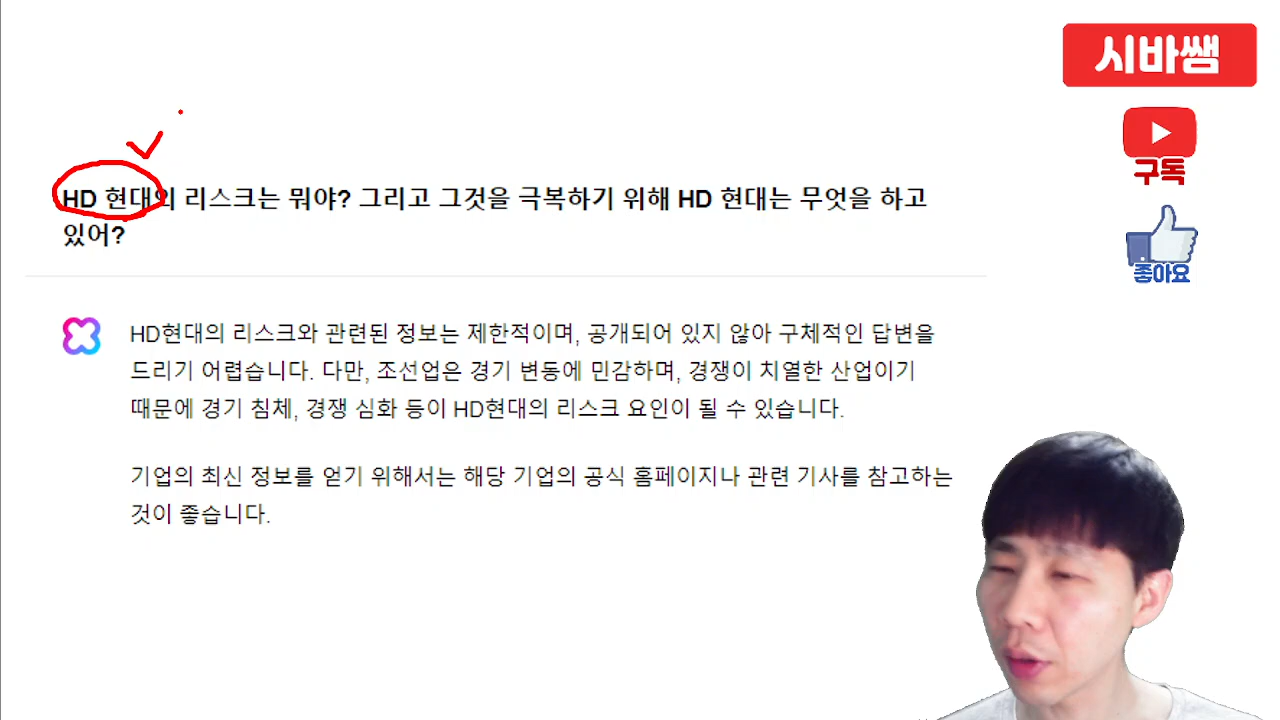 시바쌤
구독
좋아요
HD 현대의 리스크는 뭐야? 그리고 그것을 극복하기 위해 HD 현대는 무엇을 하고
있어?
HD현대의 리스크와 관련된 정보는 제한적이며, 공개되어 있지 않아 구체적인 답변을
드리기 어렵습니다. 다만, 조선업은 경기 변동에 민감하며, 경쟁이 치열한 산업이기
때문에 경기 침체, 경쟁 심화 등이 HD현대의 리스크 요인이 될 수 있습니다.
기업의 최신 정보를 얻기 위해서는 해당 기업의 공식 홈페이지나 관련 기사를 참고하는
것이 좋습니다.